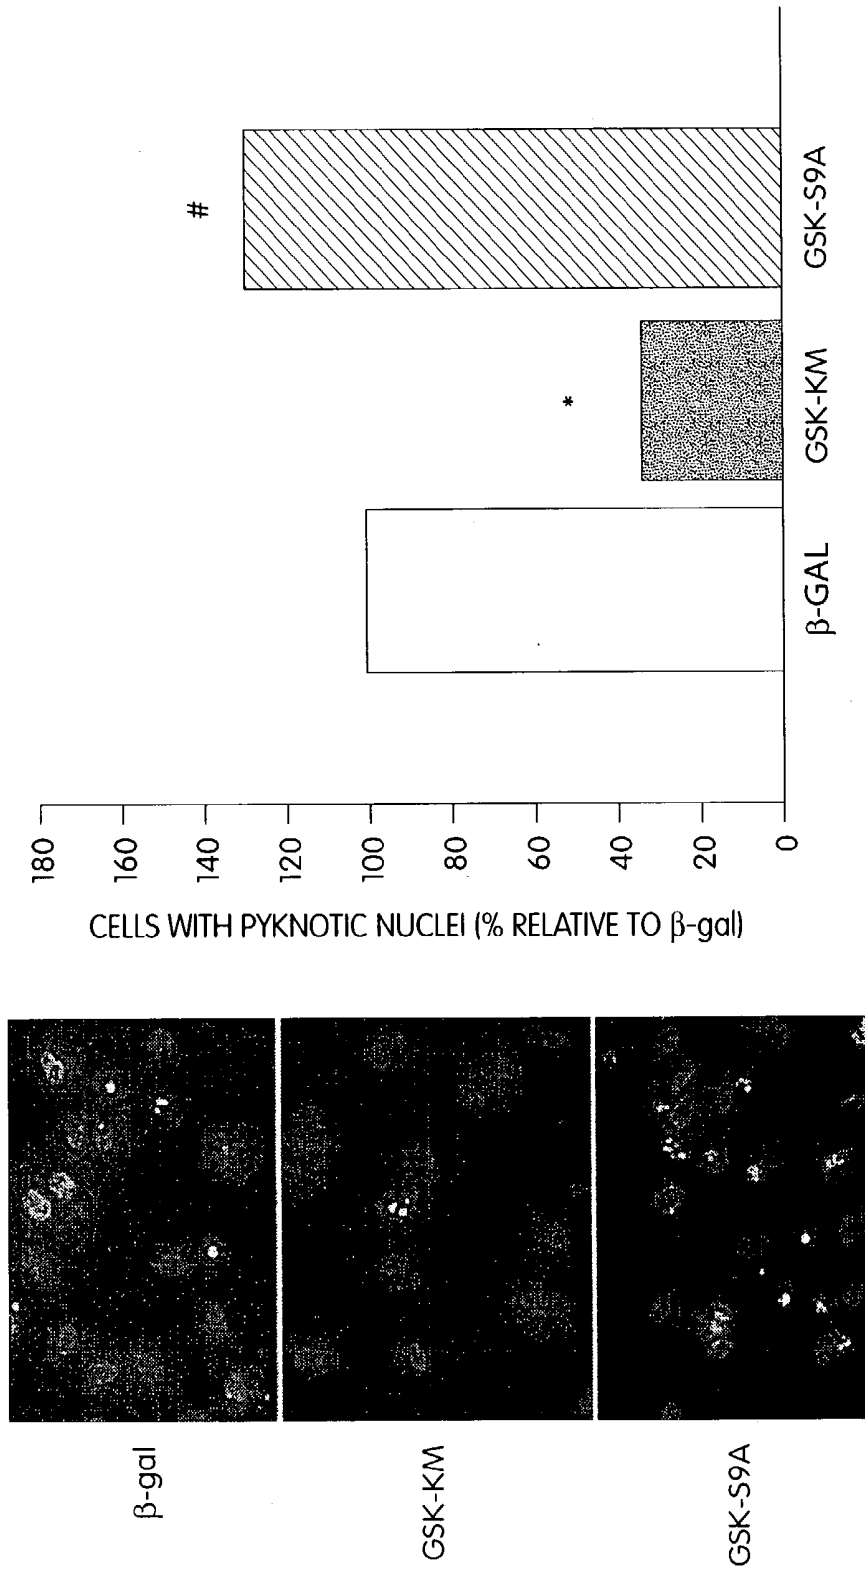 β-gal
GSK-KM
GSK-S9A
CELLS WITH PYKNOTIC NUCLEI (% RELATIVE TO β-gal)
180
160
140
120
100
80
60
40
20
0
*
#
β-GAL
GSK-KM
GSK-S9A